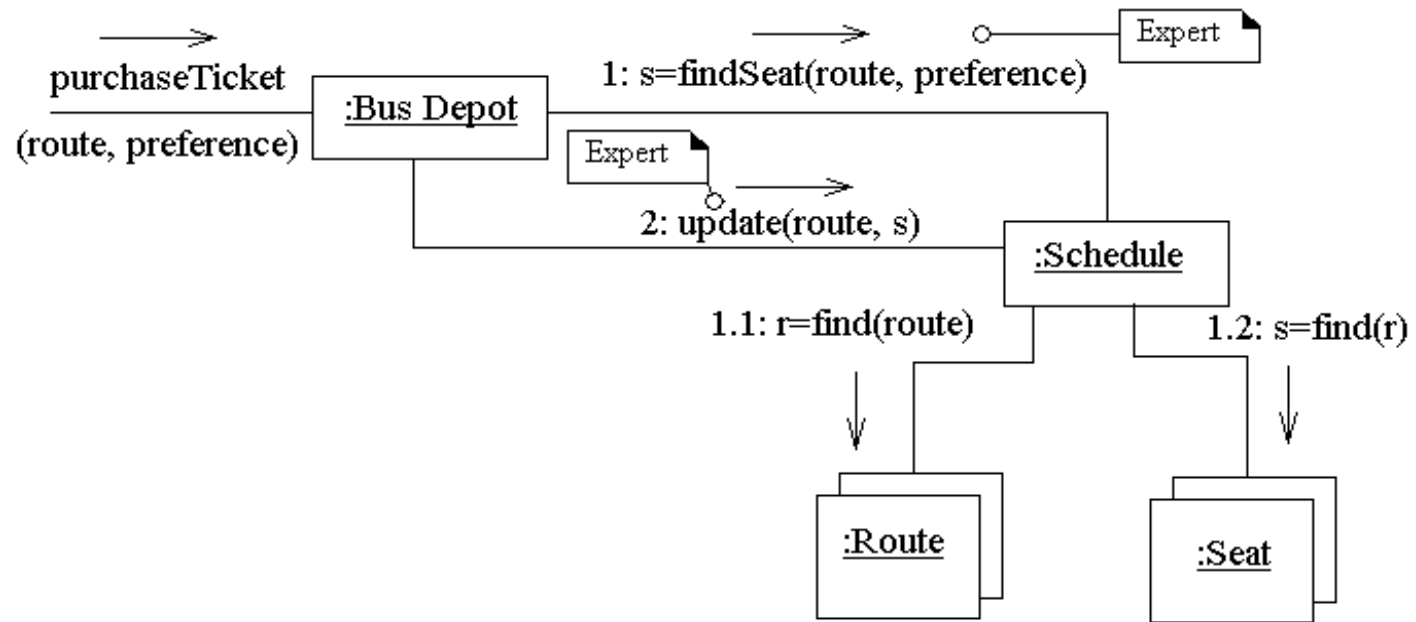 purchaseTicket
(route, preference)
:Bus Depot
1: s=findSeat(route, preference)
Expert
Expert
2: update(route, s)
:Schedule
1.1: r=find(route)
1.2: s=find(r)
:Route
:Seat